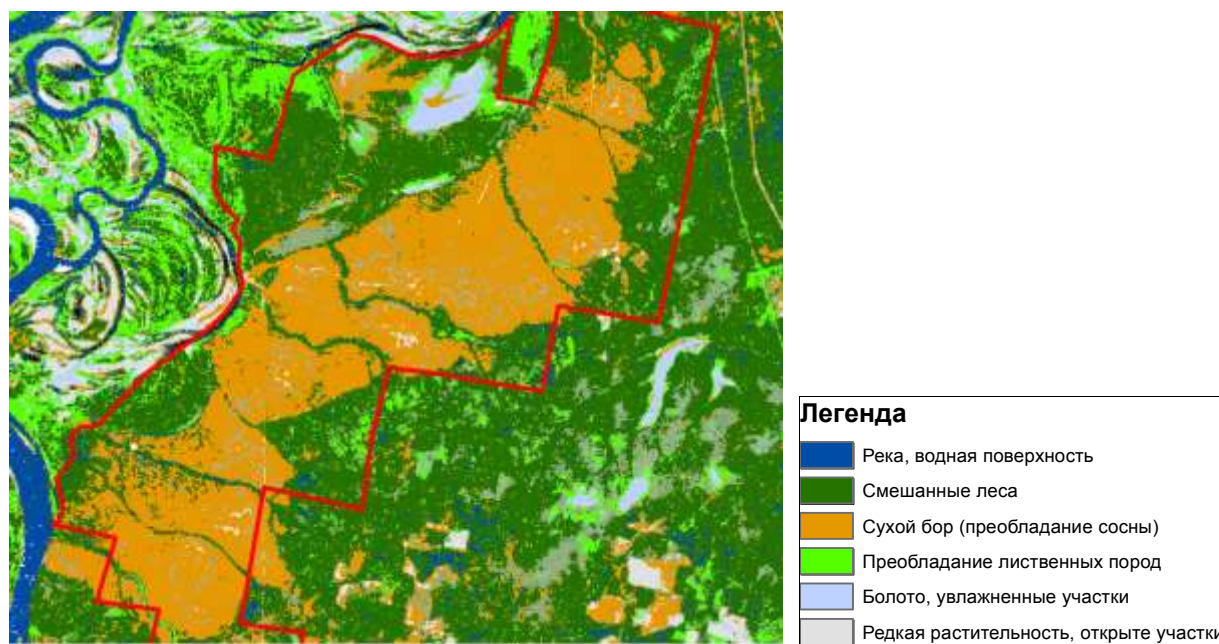 Легенда
Река, водная поверхность
Смешанные леса
Сухой бор (преобладание сосны)
Преобладание лиственных пород
Болото, увлажненные участки
Редкая растительность, открыте участки